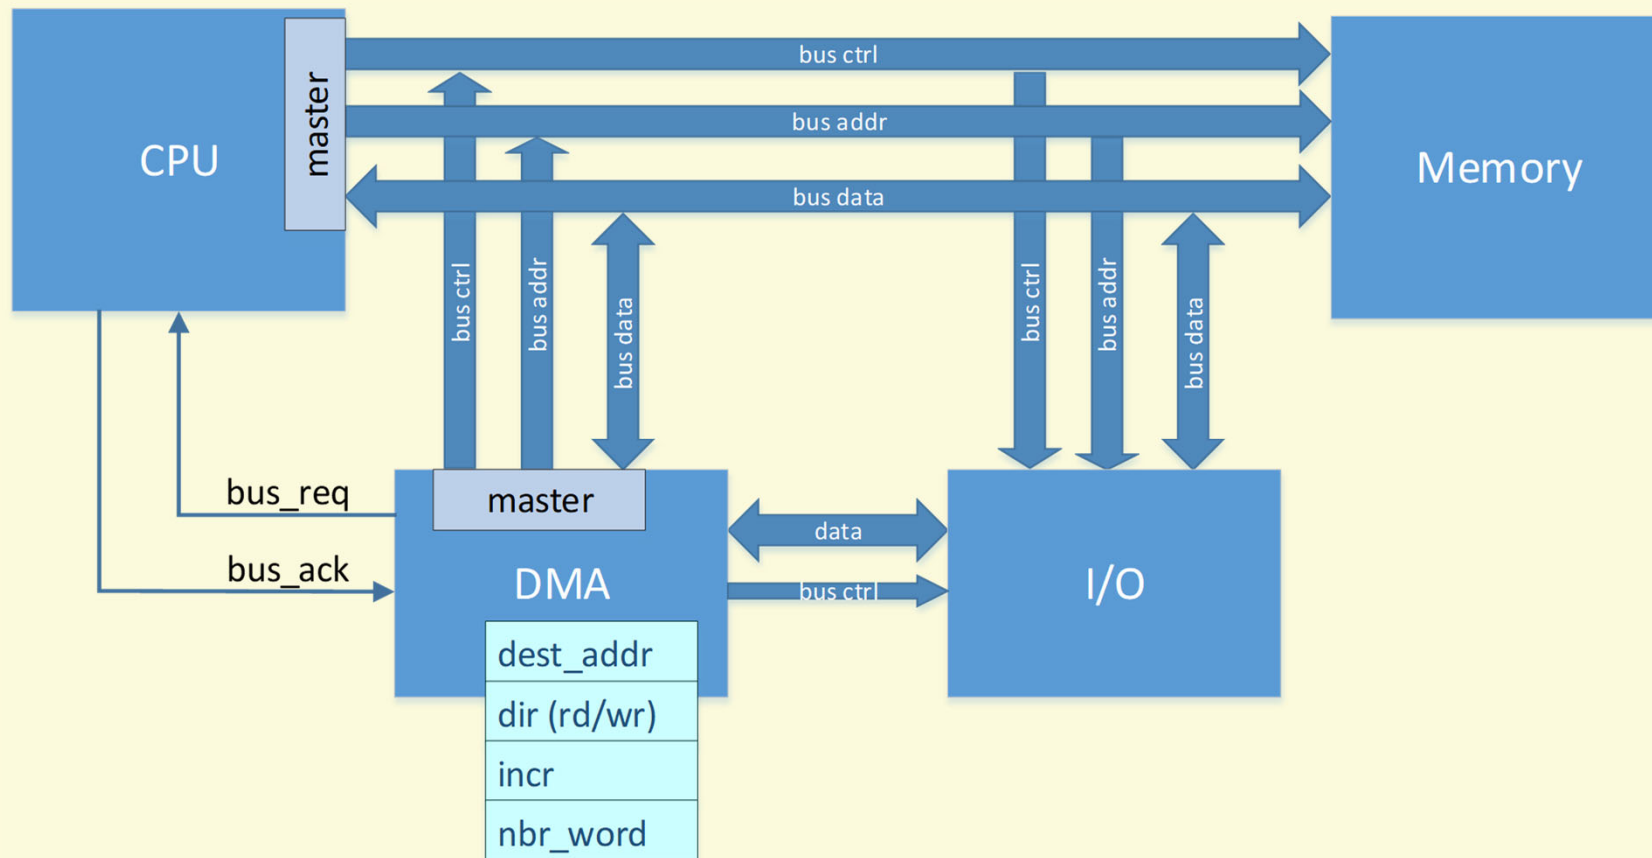 CPU
master
bus ctrl
bus addr
bus data
Memory
bus ctrl
bus addr
bus data
bus ctrl
bus addr
bus data
bus_req
bus_ack
master
DMA
data
bus ctrl
I/O
dest_addr
dir (rd/wr)
incr
nbr_word